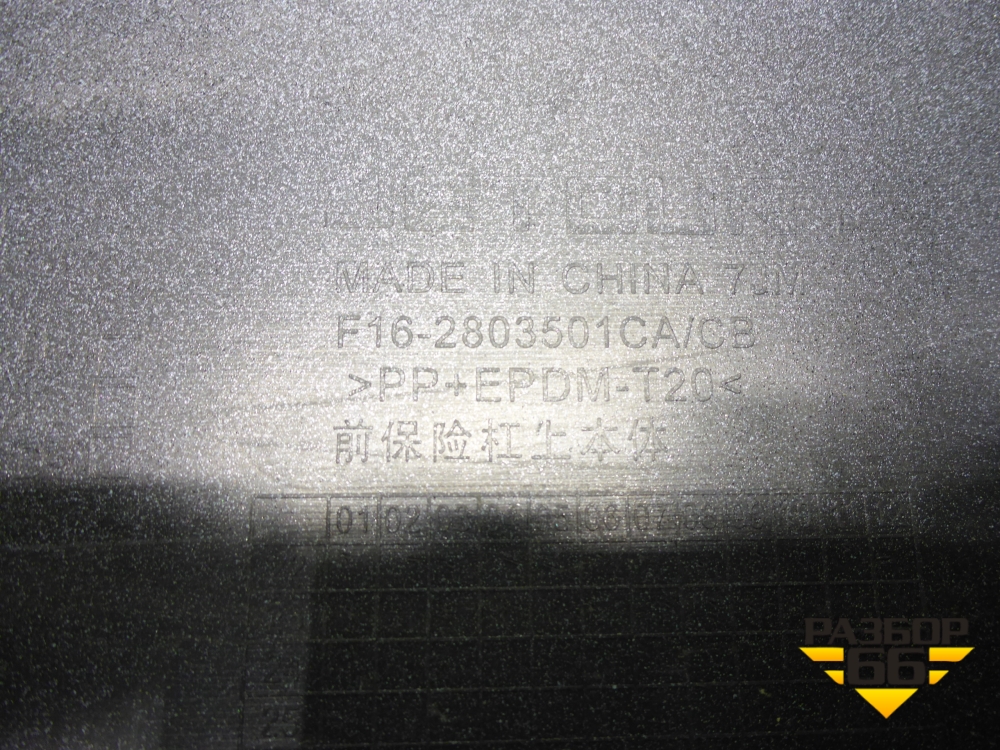 MADE IN CHINA
F16-2803501CA/CB
>PP+EPDM-T20<
前保险杠上本体
01 02 06 07
РАЗБОР
66